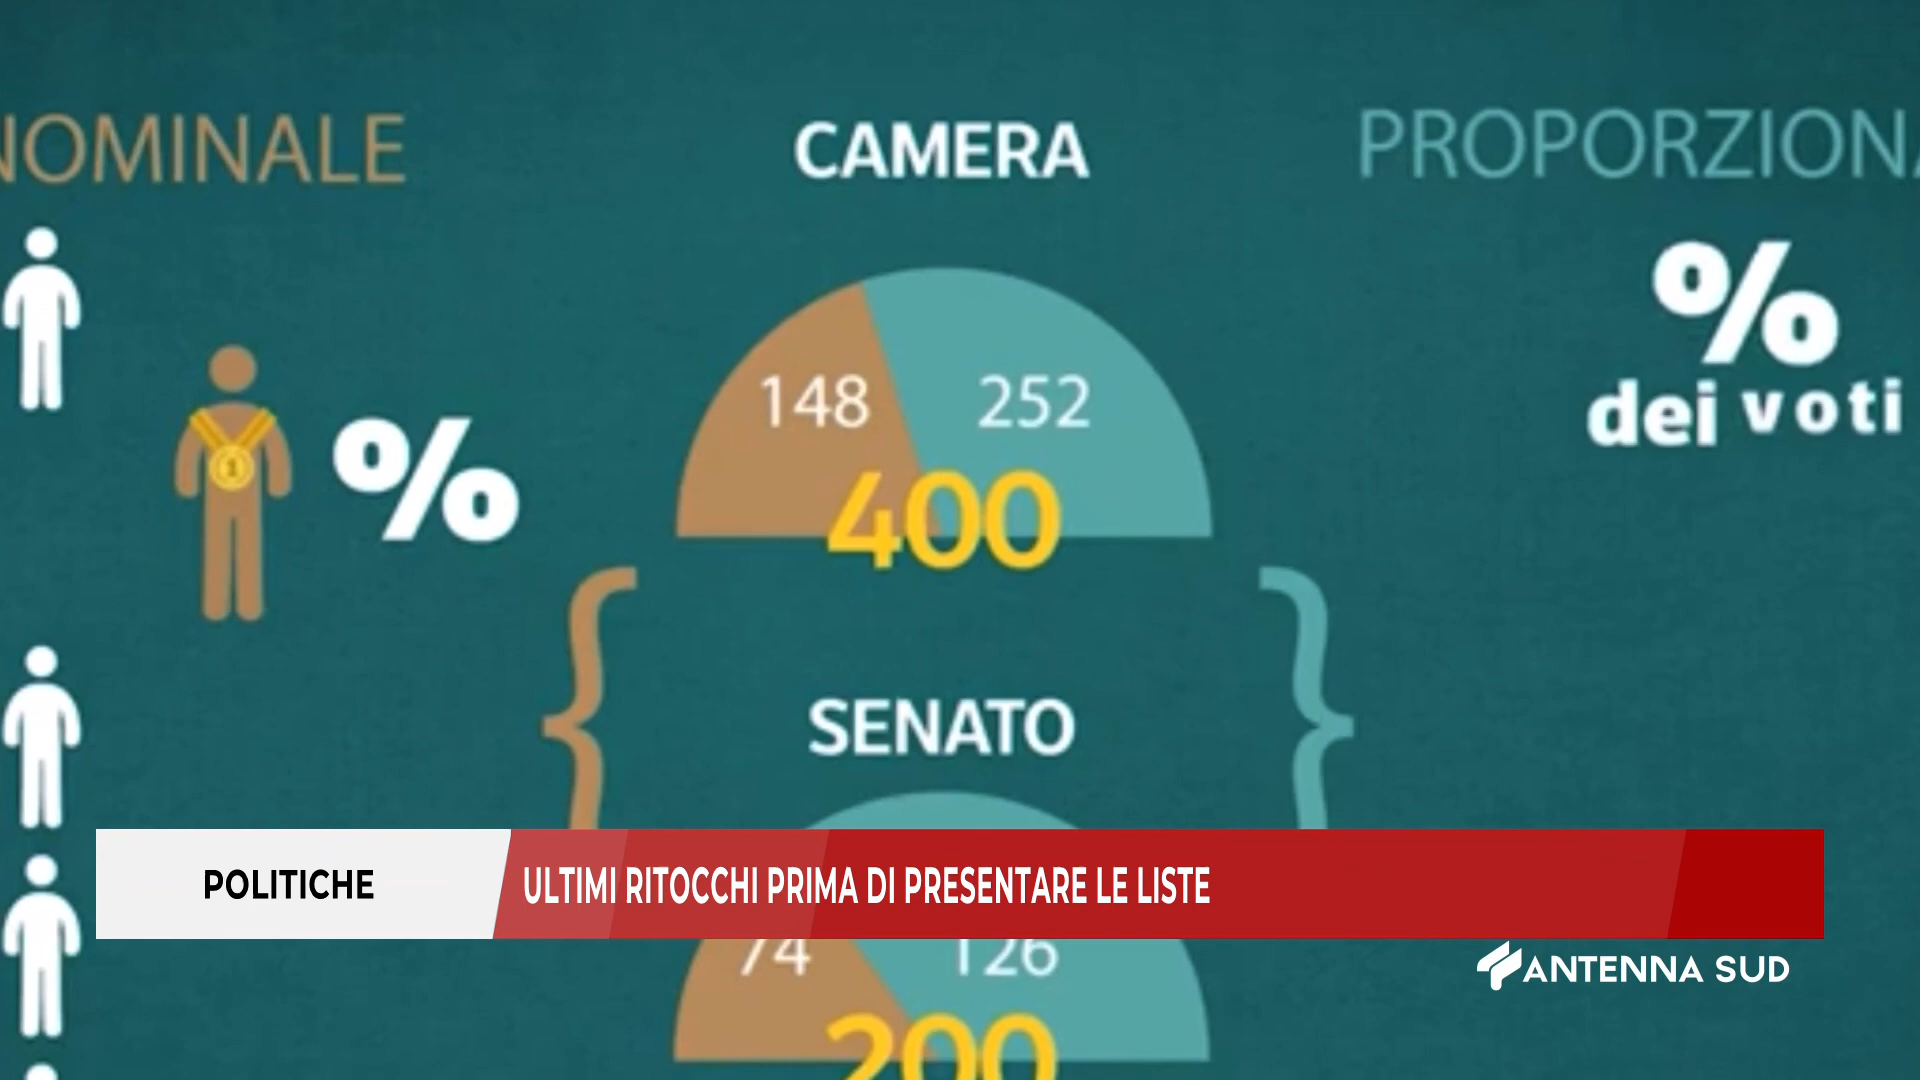 NOMINALE
CAMERA
PROPORZIONA
%
dei voti
148
252
1
%
400
SENATO
POLITICHE
ULTIMI RITOCCHI PRIMA DI PRESENTARE LE LISTE
74
126
ANTENNA SUD
200